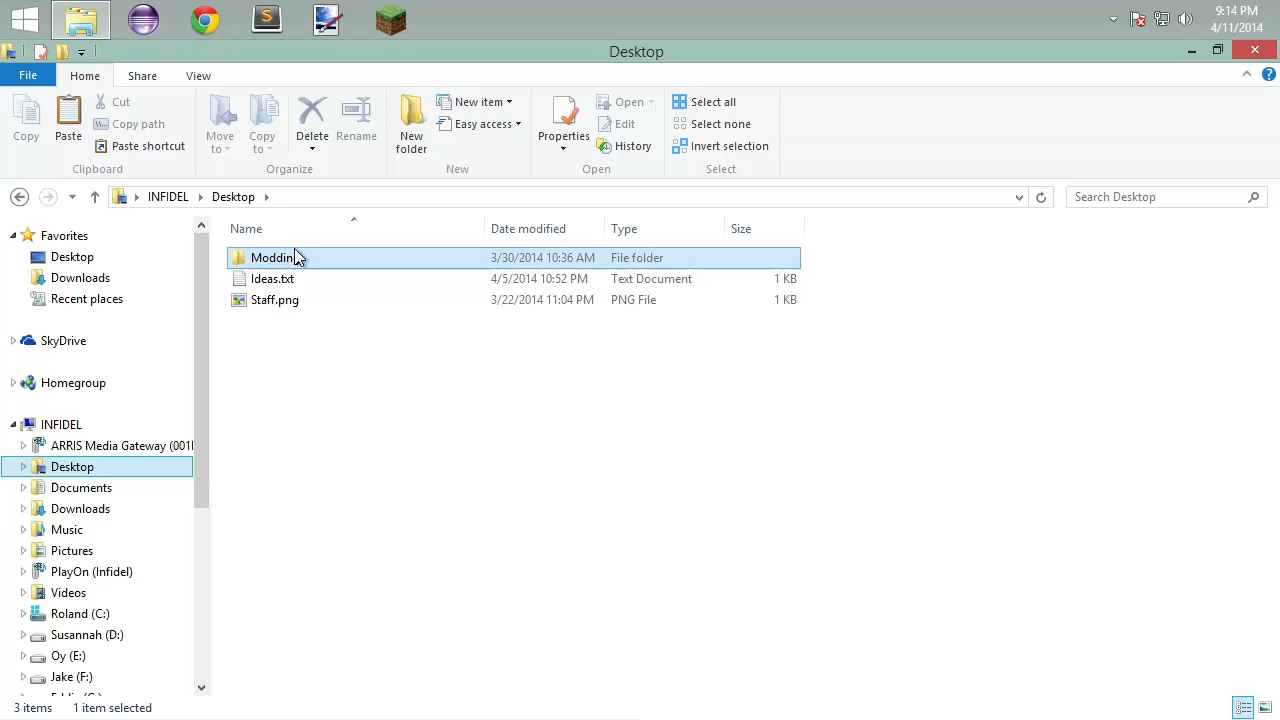 9:14 PM
4/11/2014
Desktop
File
Home
Share
View
Copy
Paste
Cut
Copy path
Paste shortcut
Clipboard
Move to
Copy to
Delete
Rename
Organize
New folder
New item
Easy access
New
Properties
Open
Edit
History
Open
Select all
Select none
Invert selection
Select
INFIDEL
Desktop
Search Desktop
Name
Date modified
Type
Size
Favorites
Desktop
Downloads
Recent places
SkyDrive
Homegroup
INFIDEL
ARRIS Media Gateway (001
Desktop
Documents
Downloads
Music
Pictures
PlayOn (Infidel)
Videos
Roland (C:)
Susannah (D:)
Oy (E:)
Jake (F:)
Moddin 3/30/2014 10:36 AM File folder
Ideas.txt 4/5/2014 10:52 PM Text Document 1 KB
Staff.png 3/22/2014 11:04 PM PNG File 1 KB
3 items 1 item selected